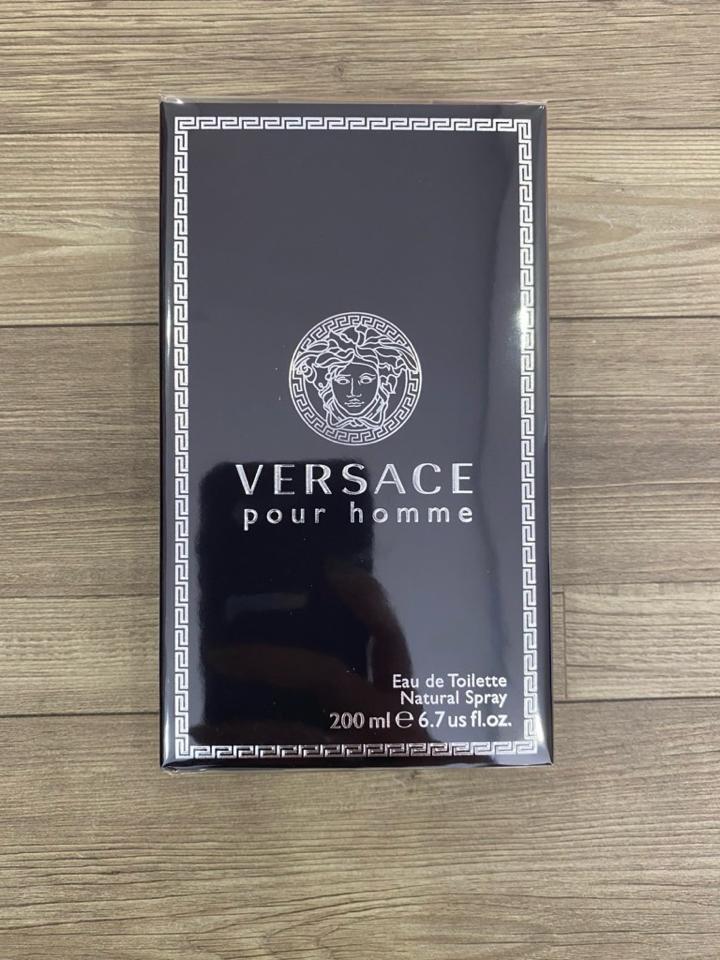 VERSACE
pour homme
Eau de Toilette
Natural Spray
200 ml ℮ 6.7 us fl.oz.